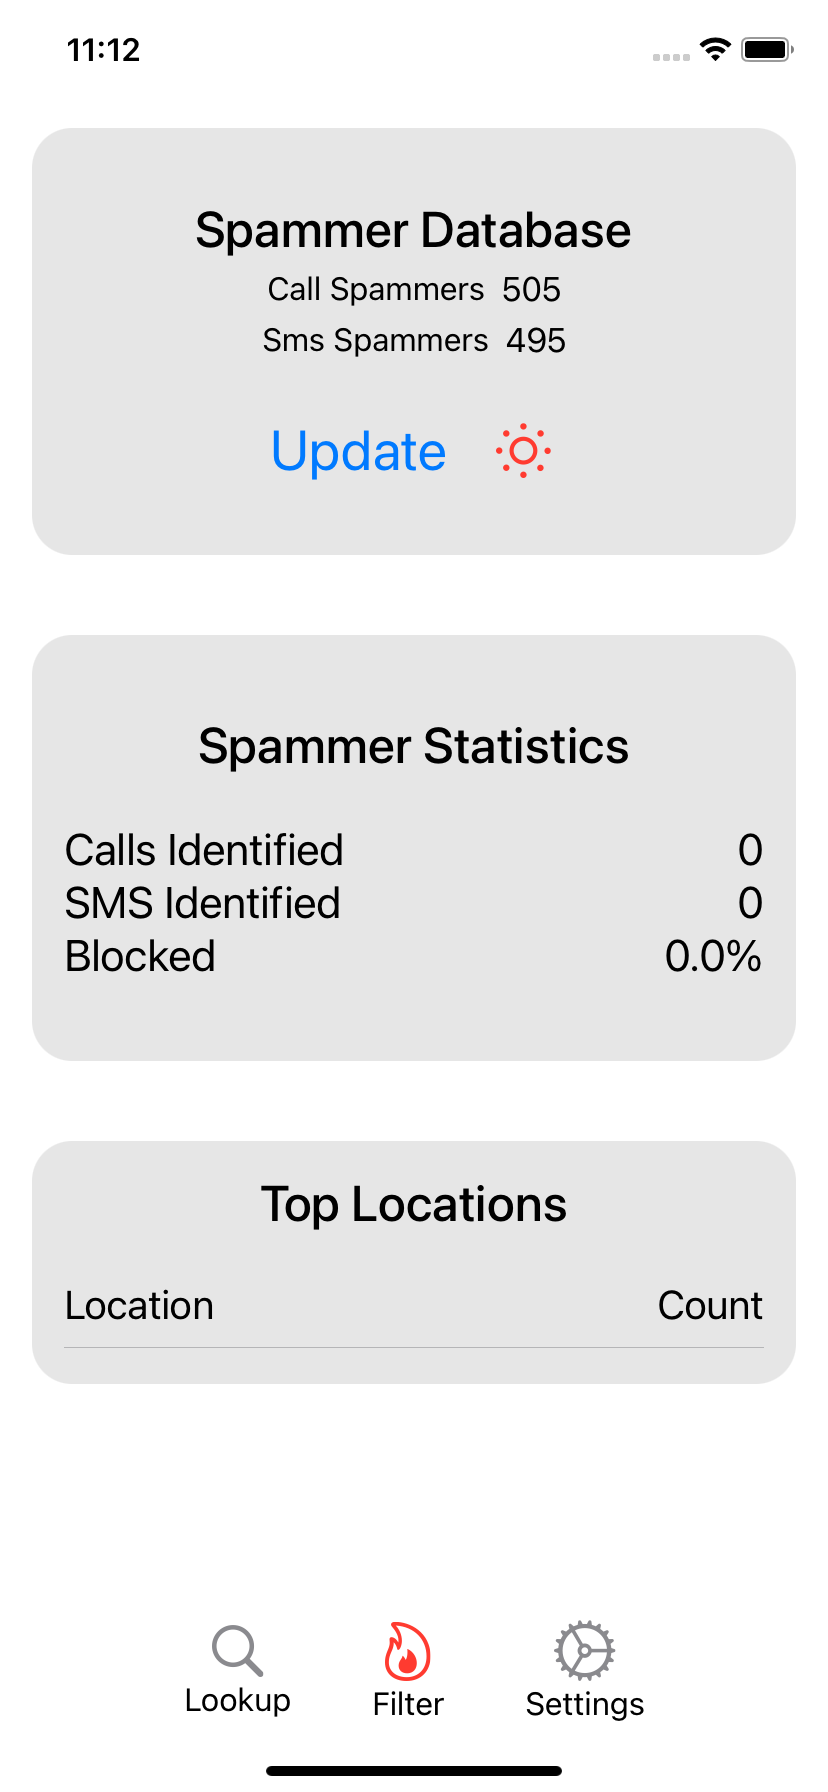 11:12
Spammer Database
Call Spammers 505
Sms Spammers 495
Update
Spammer Statistics
Calls Identified 0
SMS Identified 0
Blocked 0.0%
Top Locations
Location Count
Lookup Filter Settings